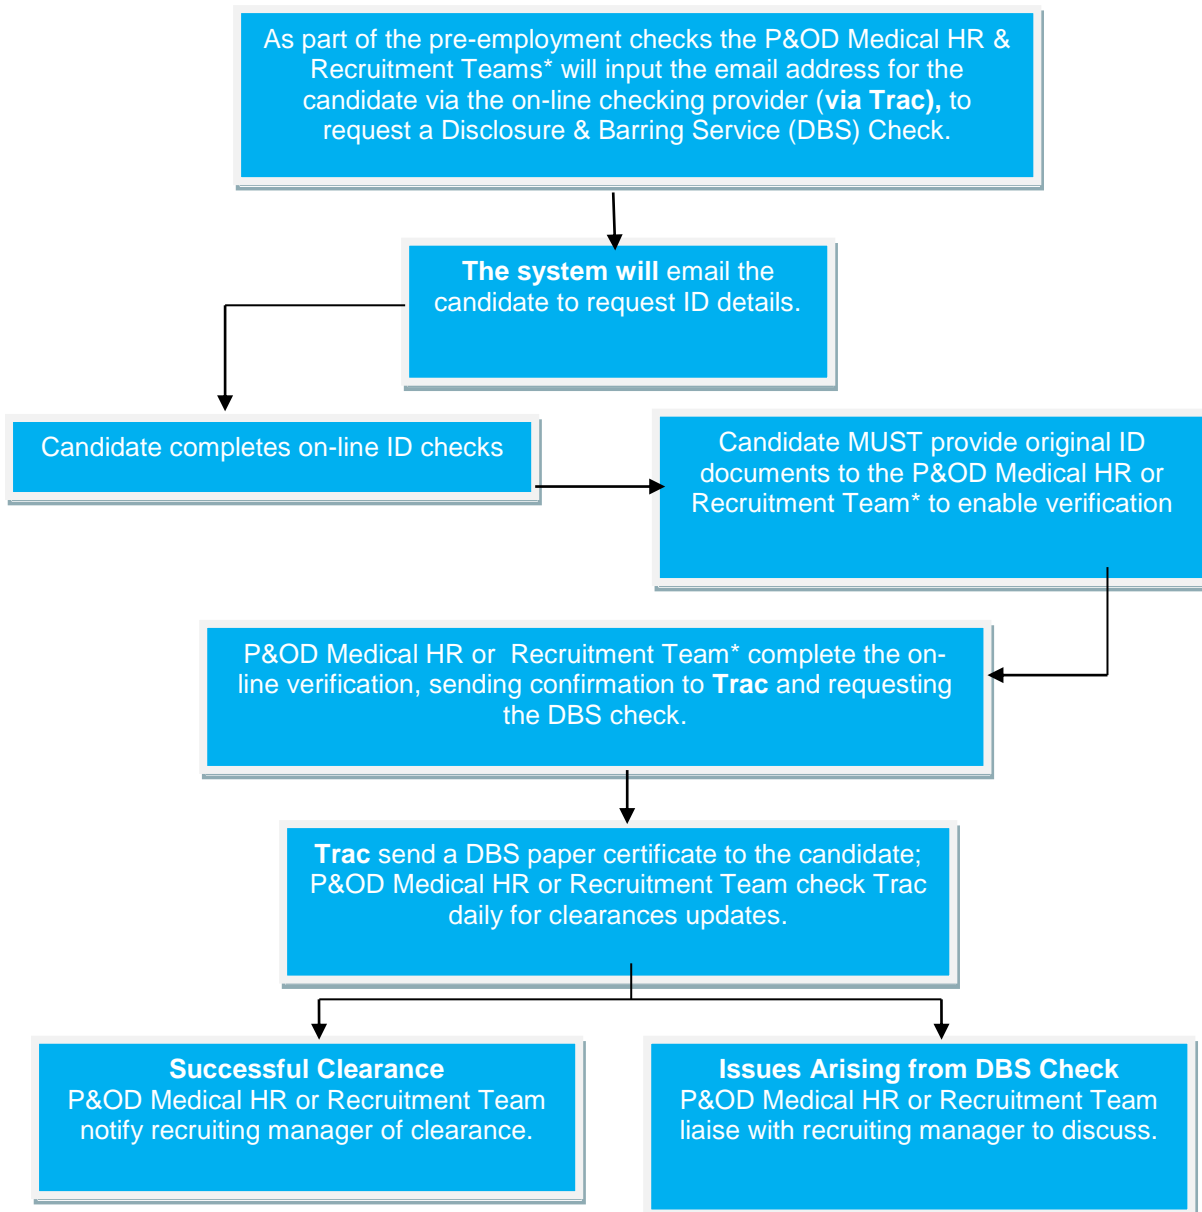 As part of the pre-employment checks the P&OD Medical HR &
Recruitment Teams* will input the email address for the
candidate via the on-line checking provider (via Trac), to
request a Disclosure & Barring Service (DBS) Check.
The system will email the
candidate to request ID details.
Candidate completes on-line ID checks
Candidate MUST provide original ID
documents to the P&OD Medical HR or
Recruitment Team* to enable verification
P&OD Medical HR or  Recruitment Team* complete the on-
line verification, sending confirmation to Trac and requesting
the DBS check.
Trac send a DBS paper certificate to the candidate;
P&OD Medical HR or Recruitment Team check Trac
daily for clearances updates.
Successful Clearance
P&OD Medical HR or Recruitment Team
notify recruiting manager of clearance.
Issues Arising from DBS Check
P&OD Medical HR or Recruitment Team
liaise with recruiting manager to discuss.